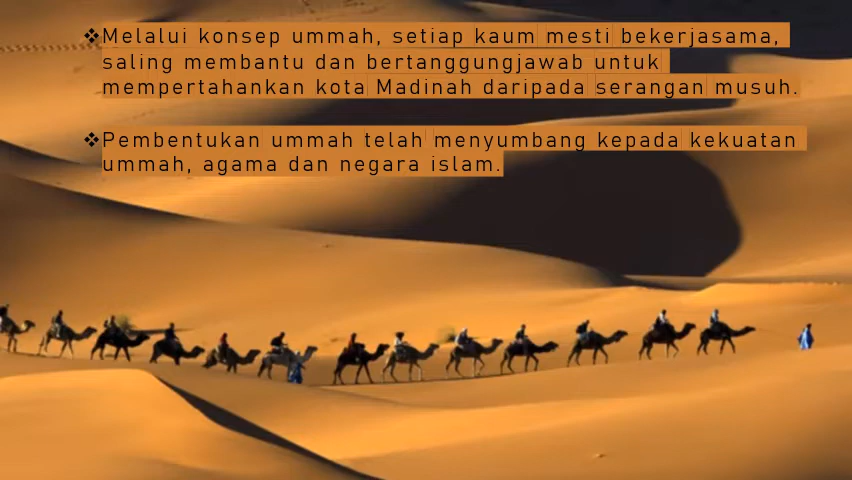 ❖Melalui konsep ummah, setiap kaum mesti bekerjasama,
saling membantu dan bertanggungjawab untuk
mempertahankan kota Madinah daripada serangan musuh.
❖Pembentukan ummah telah menyumbang kepada kekuatan
ummah, agama dan negara islam.